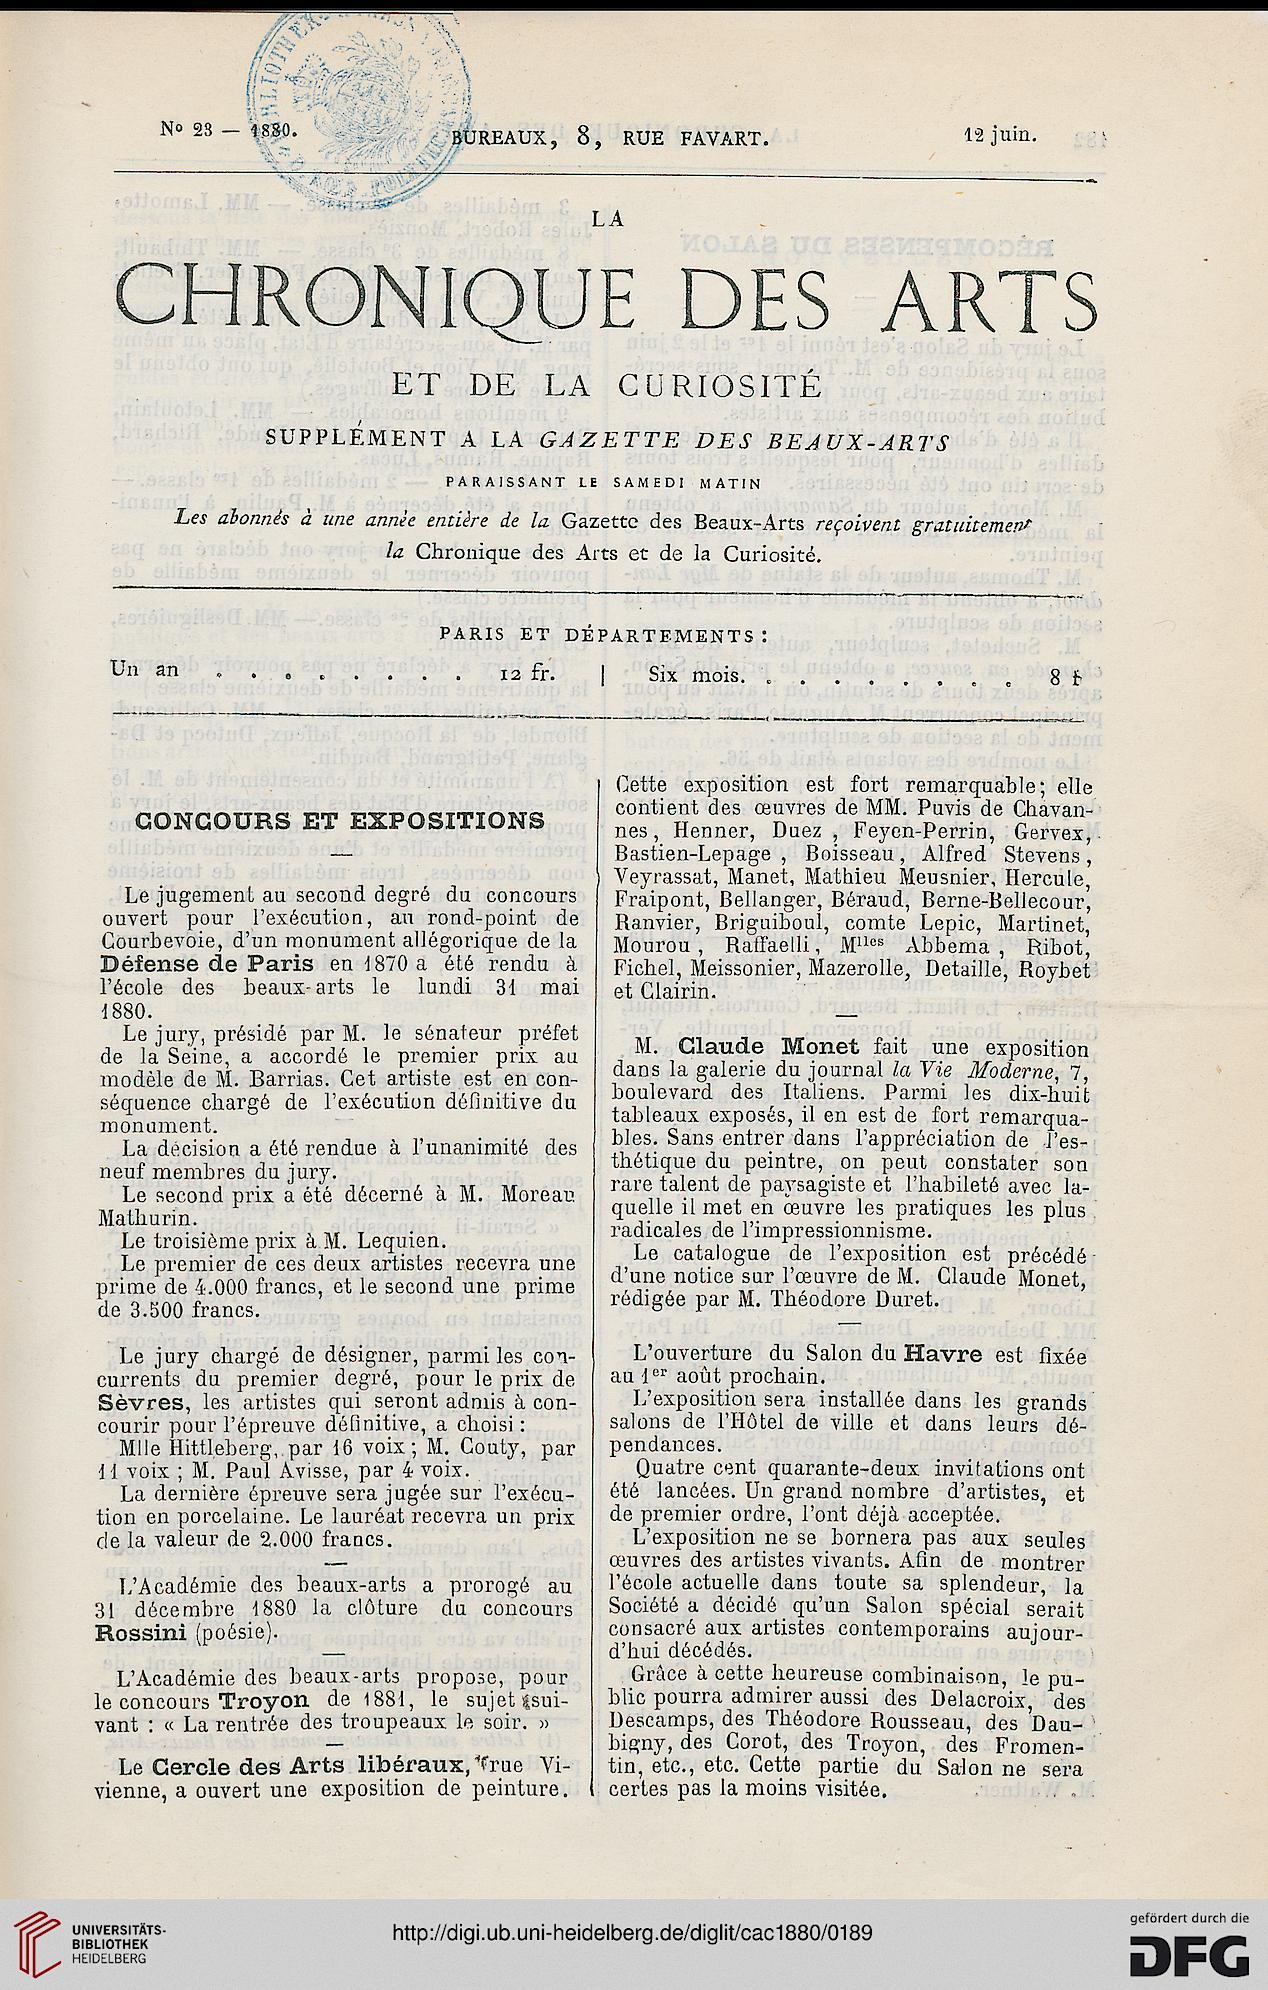 No 23 — 1880.
BUREAUX, 8, RUE FAVART.
12 juin.
LA
CHRONIQUE DES ARTS
ET DE LA CURIOSITÉ
SUPPLÉMENT A LA GAZETTE DES BEAUX-ARTS
PARAISSANT LE SAMEDI MATIN
Les abonnés à une année entière de la Gazette des Beaux-Arts reçoivent gratuitement
la Chronique des Arts et de la Curiosité.
PARIS ET DÉPARTEMENTS :
Un an . . . . . . . . 12 fr. | Six mois. . . . . . . . . 8 f
CONCOURS ET EXPOSITIONS
Le jugement au second degré du concours
ouvert pour l'exécution, au rond-point de
Courbevoie, d'un monument allégorique de la
Défense de Paris en 1870 a été rendu à
l'école des beaux-arts le lundi 31 mai
1880.
Le jury, présidé par M. le sénateur préfet
de la Seine, a accordé le premier prix au
modèle de M. Barrias. Cet artiste est en con-
séquence chargé de l'exécution définitive du
monument.
La décision a été rendue à l'unanimité des
neuf membres du jury.
Le second prix a été décerné à M. Moreau
Mathurin.
Le troisième prix à M. Lequien.
Le premier de ces deux artistes recevra une
prime de 4.000 francs, et le second une prime
de 3.500 francs.
Le jury chargé de désigner, parmi les con-
currents du premier degré, pour le prix de
Sèvres, les artistes qui seront admis à con-
courir pour l'épreuve définitive, a choisi :
Mlle Hittleberg, par 16 voix ; M. Couty, par
11 voix ; M. Paul Avisse, par 4 voix.
La dernière épreuve sera jugée sur l'exécu-
tion en porcelaine. Le lauréat recevra un prix
de la valeur de 2.000 francs.
L'Académie des beaux-arts a prorogé au
31 décembre 1880 la clôture du concours
Rossini (poésie).
L'Académie des beaux-arts propose, pour
le concours Troyon de 1881, le sujet sui-
vant : « La rentrée des troupeaux le soir. »
Le Cercle des Arts libéraux, rue Vi-
vienne, a ouvert une exposition de peinture.
Cette exposition est fort remarquable; elle
contient des œuvres de MM. Puvis de Chavan-
nes, Henner, Duez , Feyen-Perrin, Gervex,
Bastien-Lepage , Boisseau, Alfred Stevens,
Veyrassat, Manet, Mathieu Meusnier, Hercule,
Fraipont, Bellanger, Béraud, Berne-Bellecour,
Ranvier, Briguiboul, comte Lepic, Martinet,
Mourou , Raffaelli, Mlles Abbema , Ribot,
Fichel, Meissonier, Mazerolle, Detaille, Roybet
et Clairin.
M. Claude Monet fait une exposition
dans la galerie du journal la Vie Moderne, 7,
boulevard des Italiens. Parmi les dix-huit
tableaux exposés, il en est de fort remarqua-
bles. Sans entrer dans l'appréciation de l'es-
thétique du peintre, on peut constater son
rare talent de paysagiste et l'habileté avec la-
quelle il met en œuvre les pratiques les plus
radicales de l'impressionnisme.
Le catalogue de l'exposition est précédé
d'une notice sur l'œuvre de M. Claude Monet,
rédigée par M. Théodore Duret.
L'ouverture du Salon du Havre est fixée
au 1er août prochain.
L'exposition sera installée dans les grands
salons de l'Hôtel de ville et dans leurs dé-
pendances.
Quatre cent quarante-deux invitations ont
été lancées. Un grand nombre d'artistes, et
de premier ordre, l'ont déjà acceptée.
L'exposition ne se bornera pas aux seules
œuvres des artistes vivants. Afin de montrer
l'école actuelle dans toute sa splendeur, la
Société a décidé qu'un Salon spécial serait
consacré aux artistes contemporains aujour-
d'hui décédés.
Grâce à cette heureuse combinaison, le pu-
blic pourra admirer aussi des Delacroix, des
Descamps, des Théodore Rousseau, des Dau-
bigny, des Corot, des Troyon, des Fromen-
tin, etc., etc. Cette partie du Salon ne sera
certes pas la moins visitée.
UNIVERSITÄTS-
BIBLIOTHEK
HEIDELBERG
http://digi.ub.uni-heidelberg.de/diglit/cac1880/0189
gefördert durch die
DFG